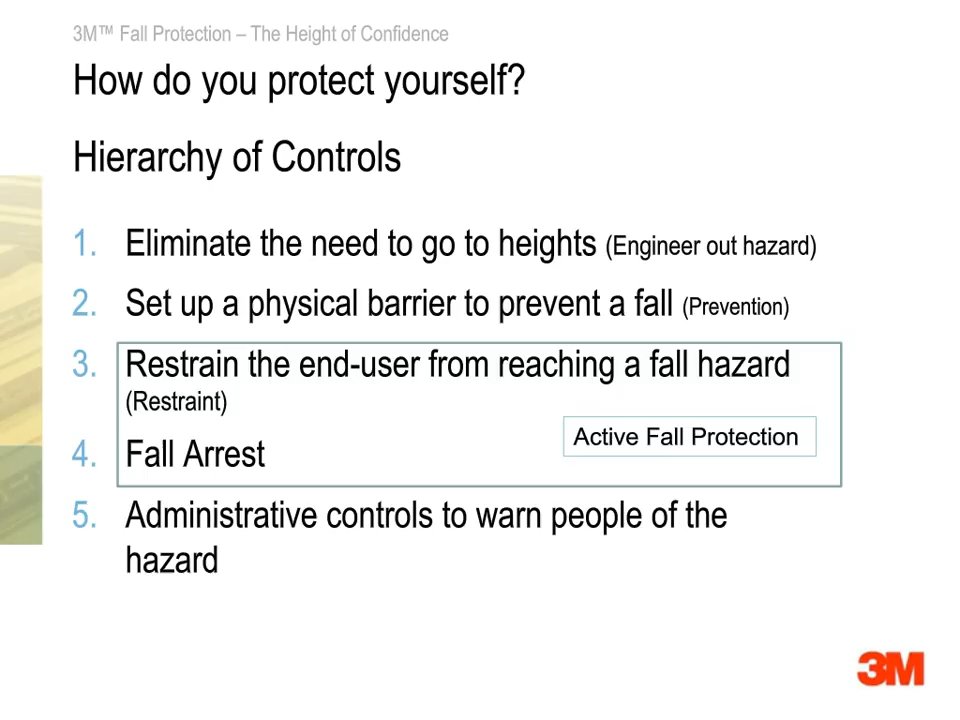 3M™ Fall Protection – The Height of Confidence
How do you protect yourself?
Hierarchy of Controls
1. Eliminate the need to go to heights (Engineer out hazard)
2. Set up a physical barrier to prevent a fall (Prevention)
3. Restrain the end-user from reaching a fall hazard
(Restraint)
Active Fall Protection
4. Fall Arrest
5. Administrative controls to warn people of the
hazard
3M